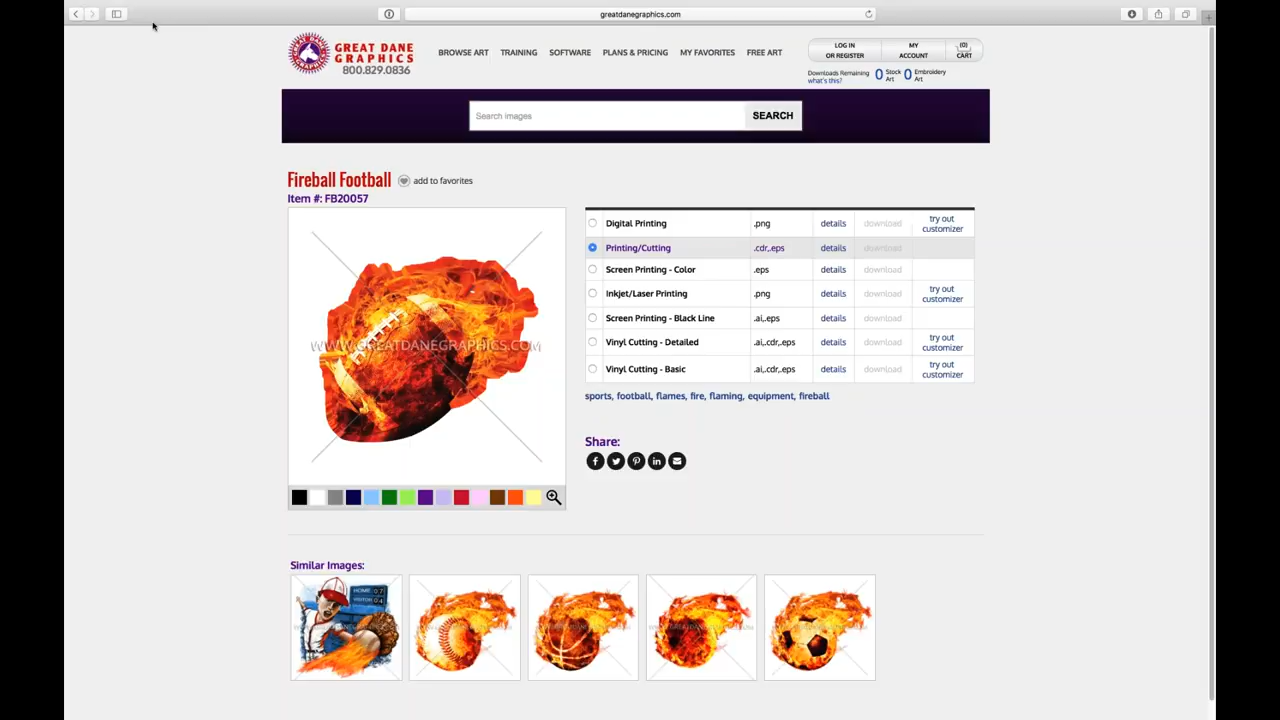 greatdanegraphics.com
GREAT DANE
GRAPHICS
800.829.0836
BROWSE ART TRAINING SOFTWARE PLANS & PRICING MY FAVORITES FREE ART
LOG IN
OR REGISTER
MY
ACCOUNT
(0)
CART
Downloads Remaining
what's this?
0 Stock Art
0 Embroidery Art
Search images SEARCH
Fireball Football add to favorites
Item #: FB20057
WWW.GREATDANEGRAPHICS.COM
Digital Printing .png details download try out customizer
Printing/Cutting .cdr,.eps details download
Screen Printing - Color .eps details download
Inkjet/Laser Printing .png details download try out customizer
Screen Printing - Black Line .ai,.eps details download
Vinyl Cutting - Detailed .ai,.cdr,.eps details download try out customizer
Vinyl Cutting - Basic .ai,.cdr,.eps details download try out customizer
sports, football, flames, fire, flaming, equipment, fireball
Share:
Similar Images:
HOME 07
VISITOR 04